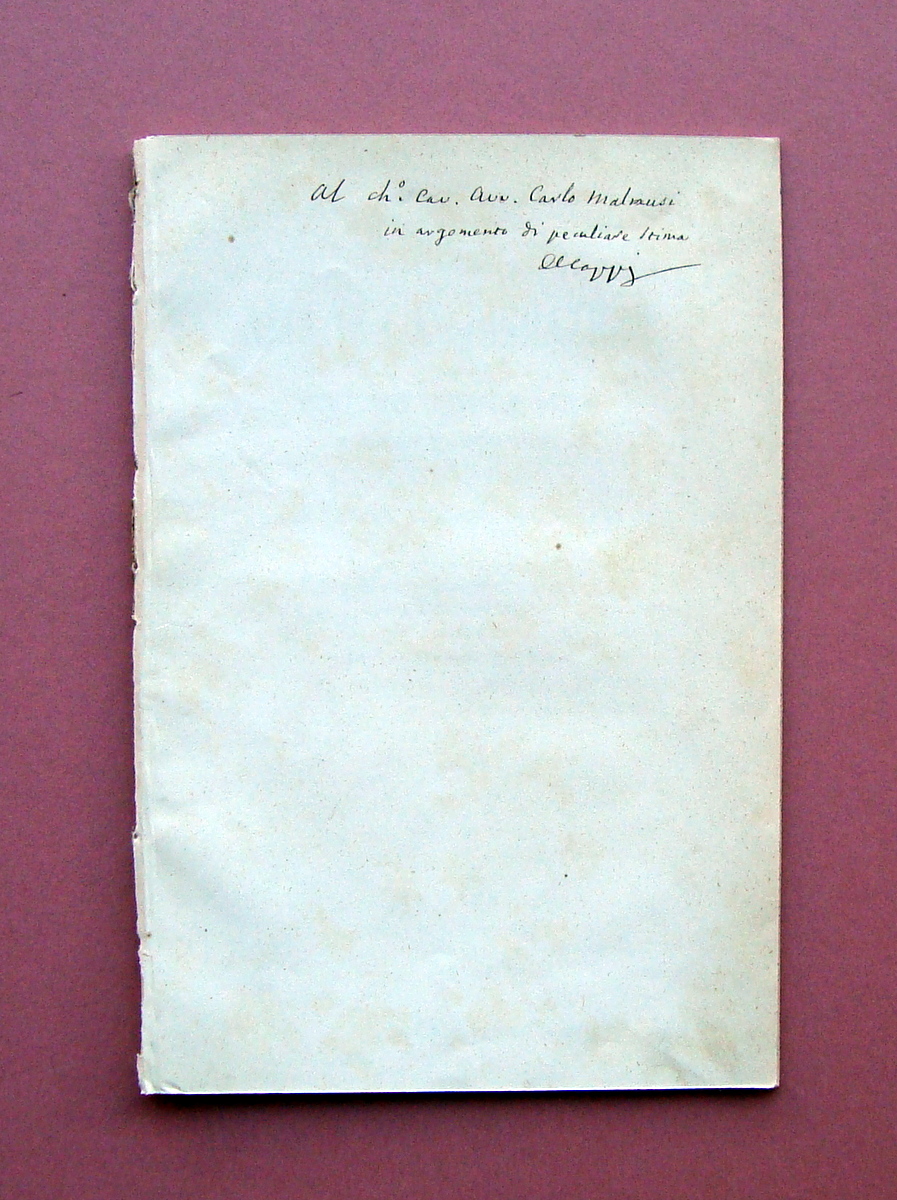 Al ch.º Cav. Avv. Carlo Malmusi
in argomento di peculiare stima